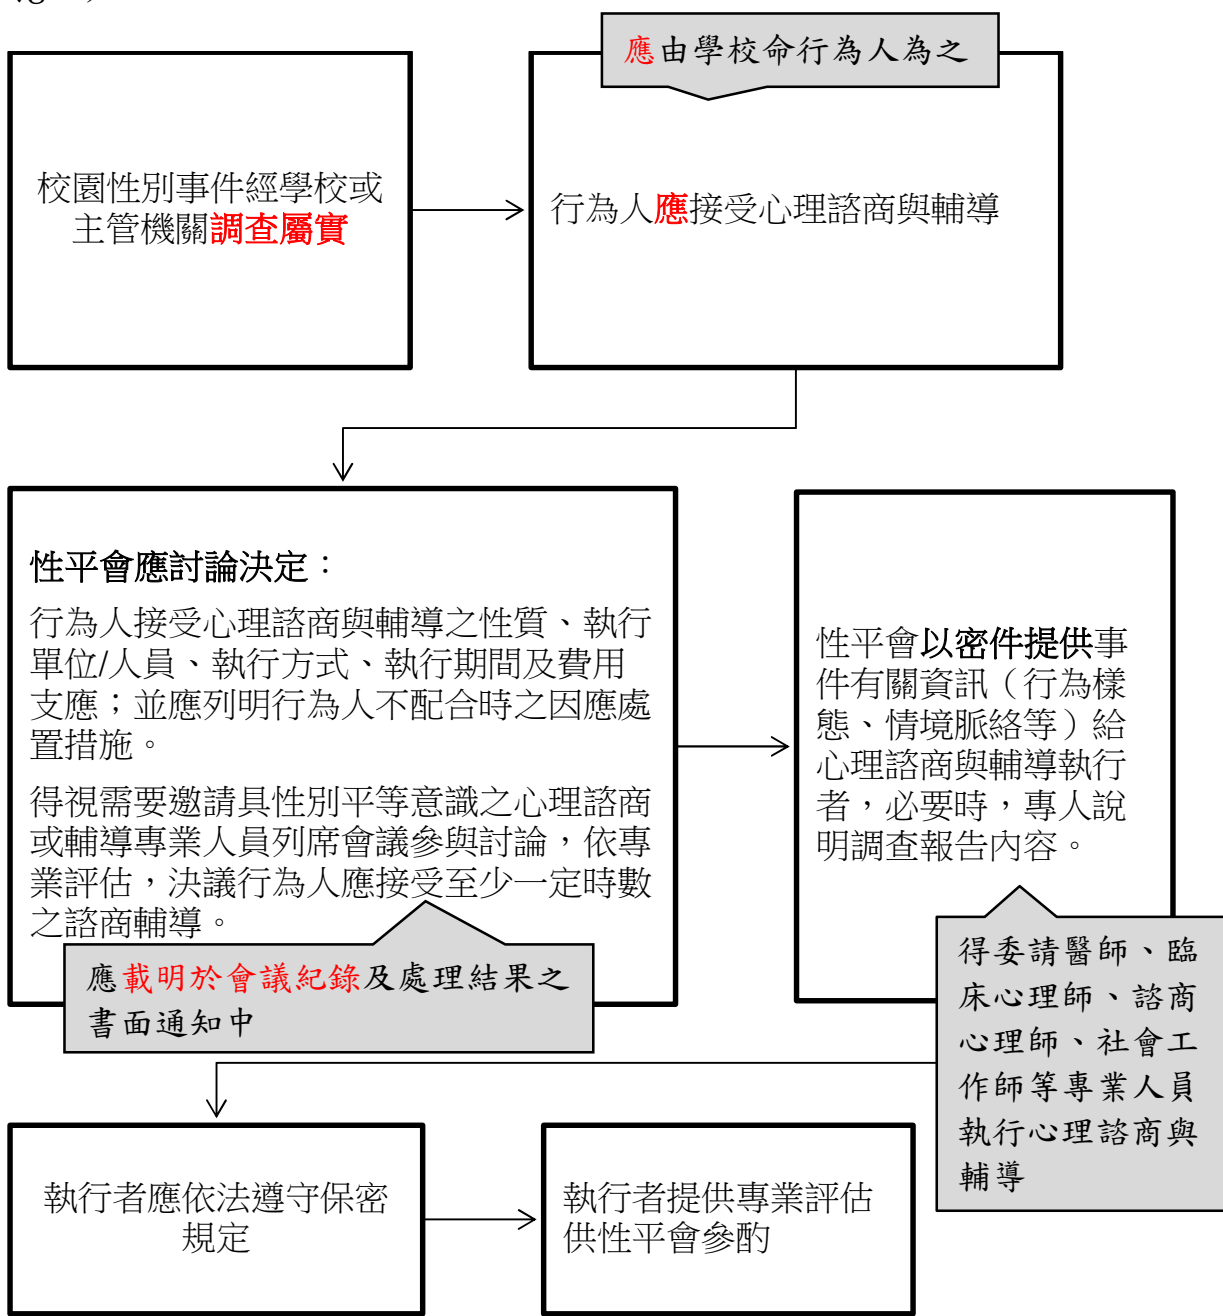 應由學校命行為人為之
校園性別事件經學校或
主管機關調查屬實
行為人應接受心理諮商與輔導
性平會應討論決定：
行為人接受心理諮商與輔導之性質、執行
單位/人員、執行方式、執行期間及費用
支應；並應列明行為人不配合時之因應處
置措施。
得視需要邀請具性別平等意識之心理諮商
或輔導專業人員列席會議參與討論，依專
業評估，決議行為人應接受至少一定時數
之諮商輔導。
應載明於會議紀錄及處理結果之
書面通知中
性平會以密件提供事
件有關資訊（行為樣
態、情境脈絡等）給
心理諮商與輔導執行
者，必要時，專人說
明調查報告內容。
得委請醫師、臨
床心理師、諮商
心理師、社會工
作師等專業人員
執行心理諮商與
輔導
執行者應依法遵守保密
規定
執行者提供專業評估
供性平會參酌